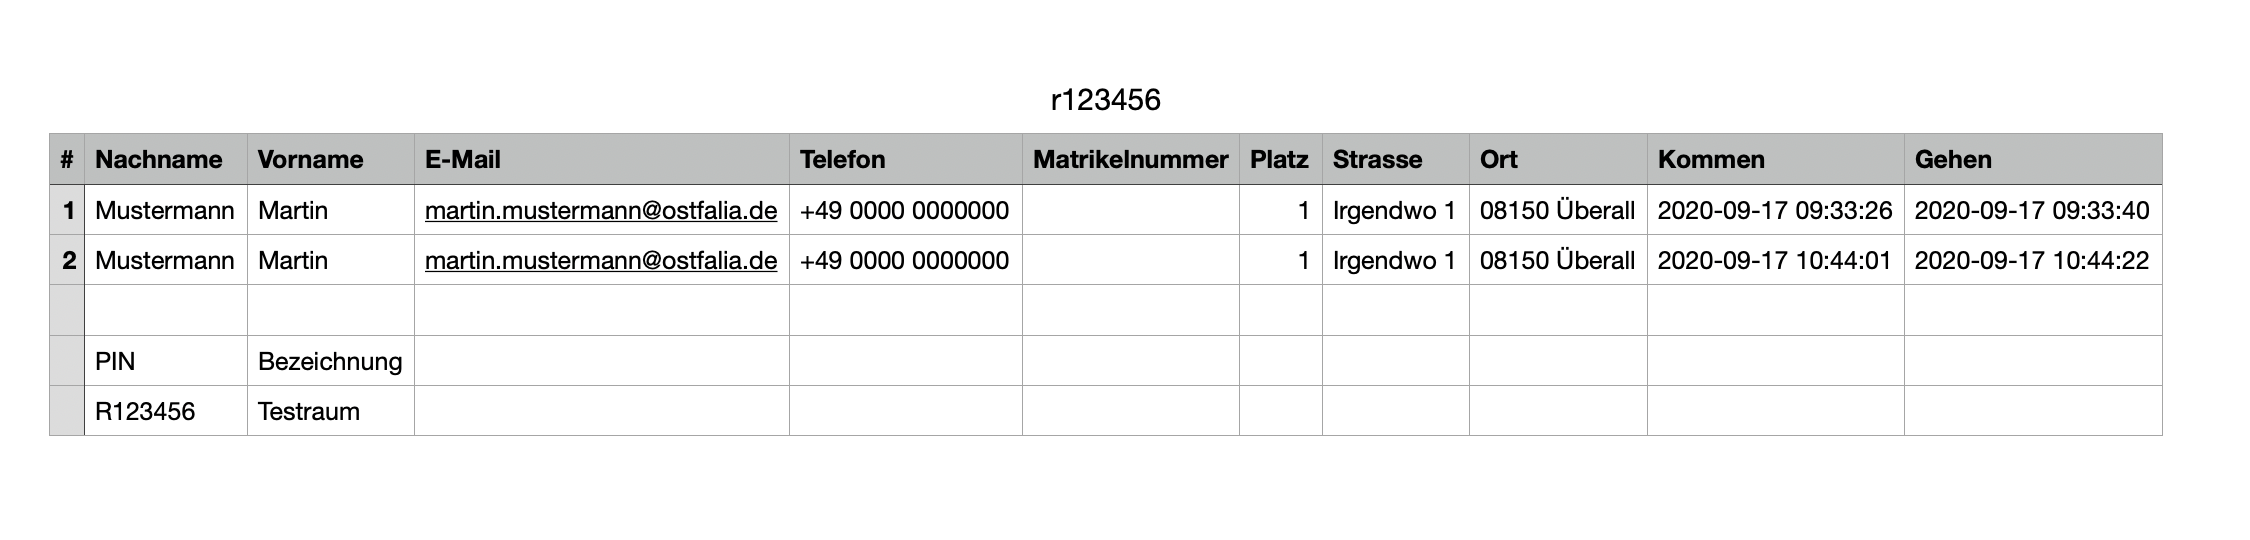 r123456
# Nachname Vorname E-Mail Telefon Matrikelnummer Platz Strasse Ort Kommen Gehen
1 Mustermann Martin martin.mustermann@ostfalia.de +49 0000 0000000 1 Irgendwo 1 08150 Überall 2020-09-17 09:33:26 2020-09-17 09:33:40
2 Mustermann Martin martin.mustermann@ostfalia.de +49 0000 0000000 1 Irgendwo 1 08150 Überall 2020-09-17 10:44:01 2020-09-17 10:44:22
PIN Bezeichnung
R123456 Testraum